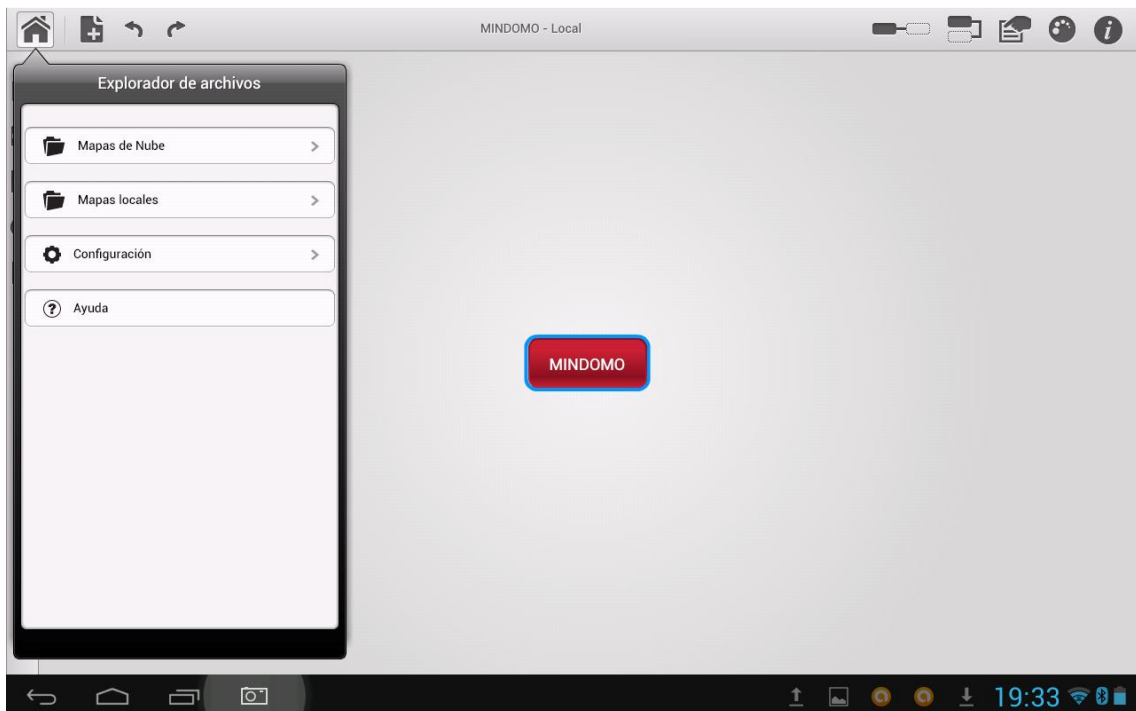 MINDOMO - Local
Explorador de archivos
Mapas de Nube
Mapas locales
Configuración
Ayuda
MINDOMO
19:33